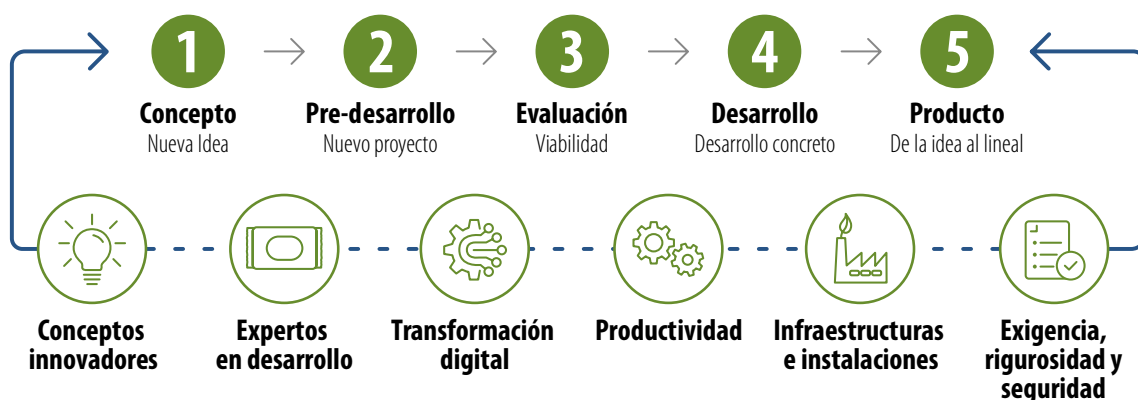 1
2
3
4
5
Concepto
Nueva Idea
Pre-desarrollo
Nuevo proyecto
Evaluación
Viabilidad
Desarrollo
Desarrollo concreto
Producto
De la idea al lineal
Conceptos
innovadores
Expertos
en desarrollo
Transformación
digital
Productividad
Infraestructuras
e instalaciones
Exigencia,
rigurosidad y
seguridad